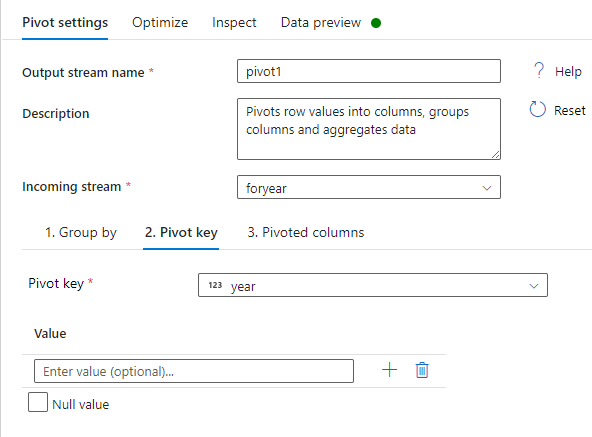 Pivot settings Optimize Inspect Data preview
Output stream name * pivot1 ? Help
Description Pivots row values into columns, groups columns and aggregates data Reset
Incoming stream * foryear
1. Group by 2. Pivot key 3. Pivoted columns
Pivot key * 123 year
Value
Enter value (optional)...
Null value